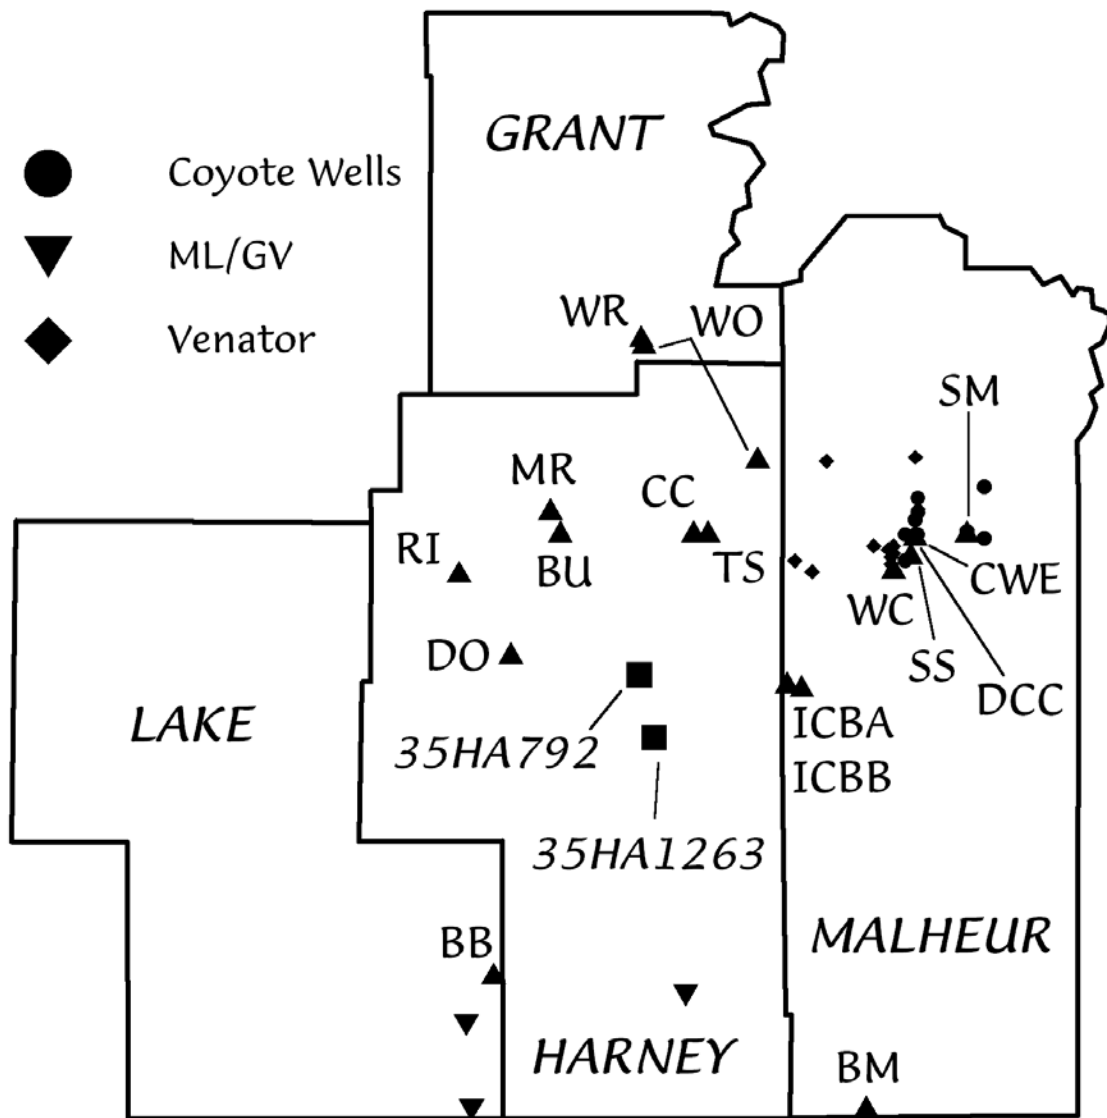 GRANT
Coyote Wells
ML/GV
Venator
WR
WO
SM
MR
CC
RI
BU
TS
CWE
WC
SS
DCC
DO
LAKE
35HA792
ICBA
ICBB
35HA1263
MALHEUR
BB
HARNEY
BM